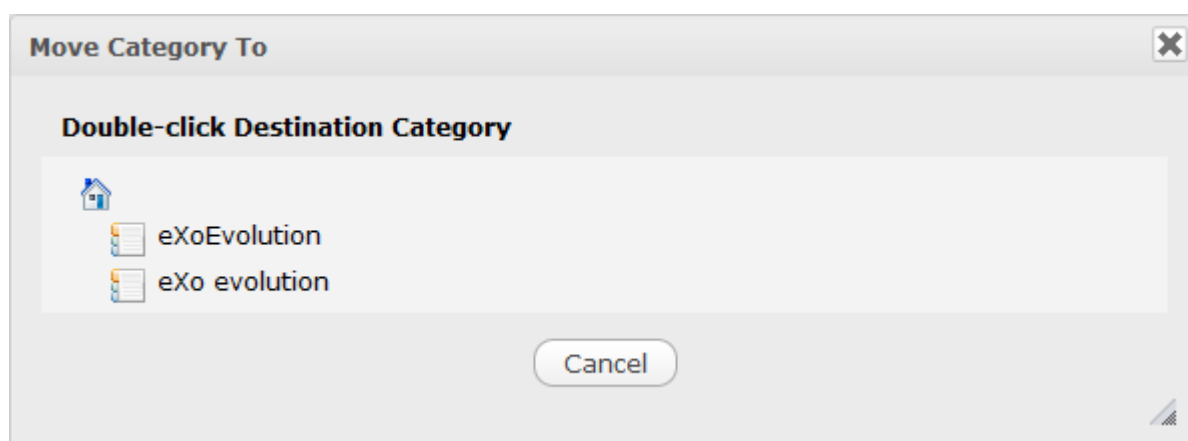 Move Category To
Double-click Destination Category
eXoEvolution
eXo evolution
Cancel